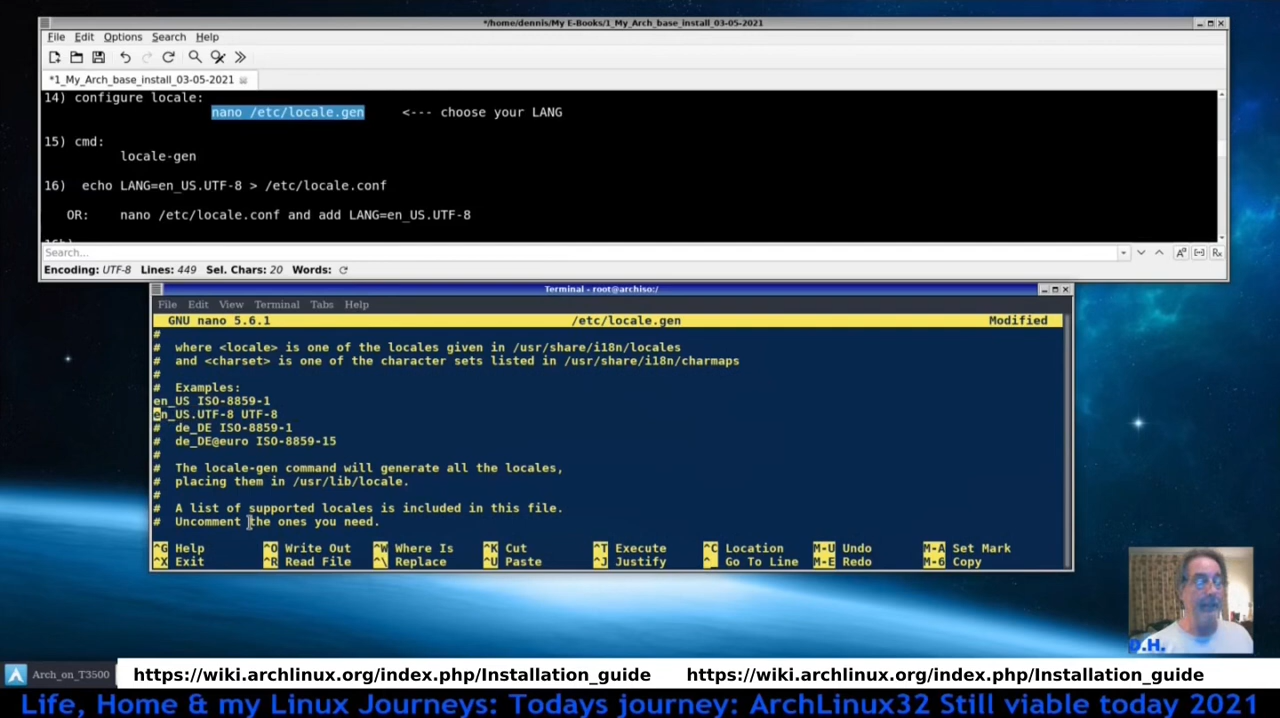 */home/dennis/My E-Books/1_My_Arch_base_install_03-05-2021
File Edit Options Search Help
*1_My_Arch_base_install_03-05-2021
14) configure locale:
nano /etc/locale.gen <--- choose your LANG
15) cmd:
locale-gen
16) echo LANG=en_US.UTF-8 > /etc/locale.conf
OR: nano /etc/locale.conf and add LANG=en_US.UTF-8
Search...
Encoding: UTF-8 Lines: 449 Sel. Chars: 20 Words:
Terminal - root@archiso:/
File Edit View Terminal Tabs Help
GNU nano 5.6.1 /etc/locale.gen Modified
#
# where <locale> is one of the locales given in /usr/share/i18n/locales
# and <charset> is one of the character sets listed in /usr/share/i18n/charmaps
#
# Examples:
en_US ISO-8859-1
en_US.UTF-8 UTF-8
# de_DE ISO-8859-1
# de_DE@euro ISO-8859-15
#
# The locale-gen command will generate all the locales,
# placing them in /usr/lib/locale.
#
# A list of supported locales is included in this file.
# Uncomment the ones you need.
^G Help ^O Write Out ^W Where Is ^K Cut ^T Execute ^C Location M-U Undo M-A Set Mark
^X Exit ^R Read File ^\ Replace ^U Paste ^J Justify ^_ Go To Line M-E Redo M-6 Copy
D.H.
Arch_on_T3500
https://wiki.archlinux.org/index.php/Installation_guide https://wiki.archlinux.org/index.php/Installation_guide
Life, Home & my Linux Journeys: Todays journey: ArchLinux32 Still viable today 2021